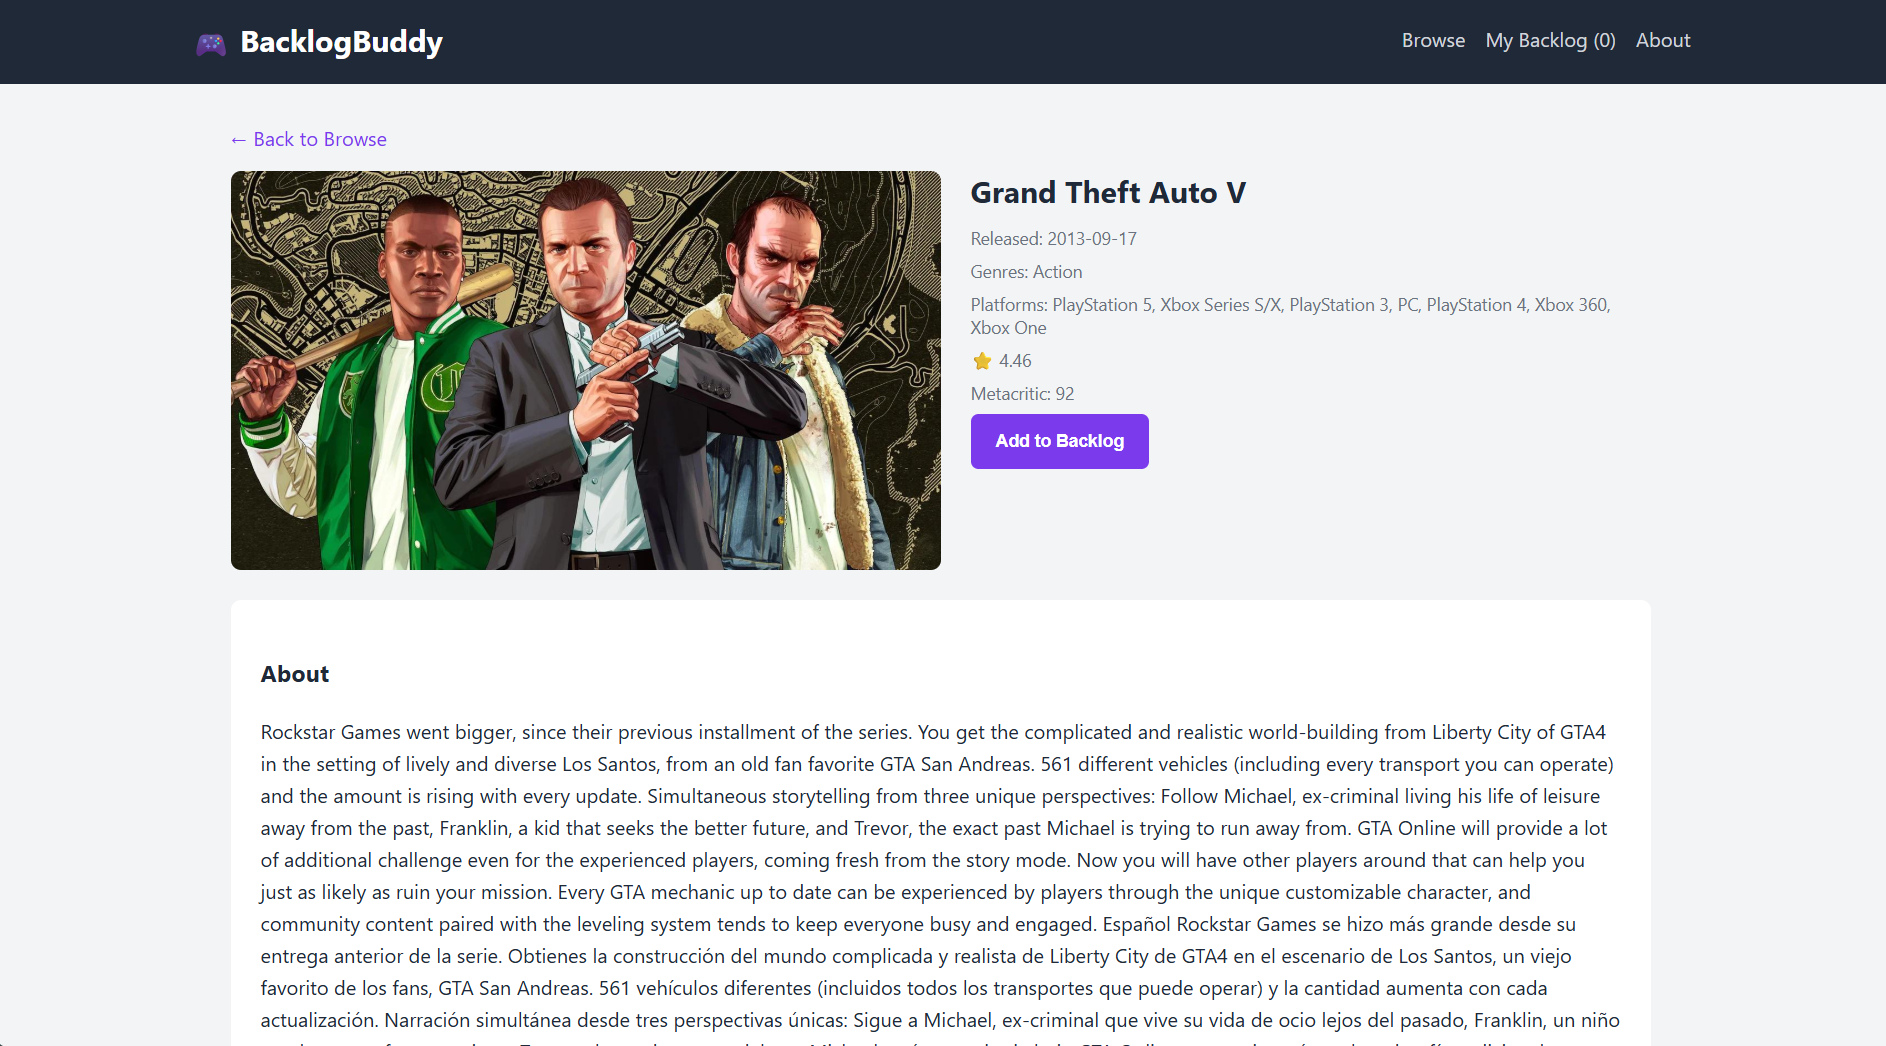 BacklogBuddy
Browse My Backlog (0) About
← Back to Browse
Grand Theft Auto V
Released: 2013-09-17
Genres: Action
Platforms: PlayStation 5, Xbox Series S/X, PlayStation 3, PC, PlayStation 4, Xbox 360,
Xbox One
4.46
Metacritic: 92
Add to Backlog
About
Rockstar Games went bigger, since their previous installment of the series. You get the complicated and realistic world-building from Liberty City of GTA4
in the setting of lively and diverse Los Santos, from an old fan favorite GTA San Andreas. 561 different vehicles (including every transport you can operate)
and the amount is rising with every update. Simultaneous storytelling from three unique perspectives: Follow Michael, ex-criminal living his life of leisure
away from the past, Franklin, a kid that seeks the better future, and Trevor, the exact past Michael is trying to run away from. GTA Online will provide a lot
of additional challenge even for the experienced players, coming fresh from the story mode. Now you will have other players around that can help you
just as likely as ruin your mission. Every GTA mechanic up to date can be experienced by players through the unique customizable character, and
community content paired with the leveling system tends to keep everyone busy and engaged. Español Rockstar Games se hizo más grande desde su
entrega anterior de la serie. Obtienes la construcción del mundo complicada y realista de Liberty City de GTA4 en el escenario de Los Santos, un viejo
favorito de los fans, GTA San Andreas. 561 vehículos diferentes (incluidos todos los transportes que puede operar) y la cantidad aumenta con cada
actualización. Narración simultánea desde tres perspectivas únicas: Sigue a Michael, ex-criminal que vive su vida de ocio lejos del pasado, Franklin, un niño